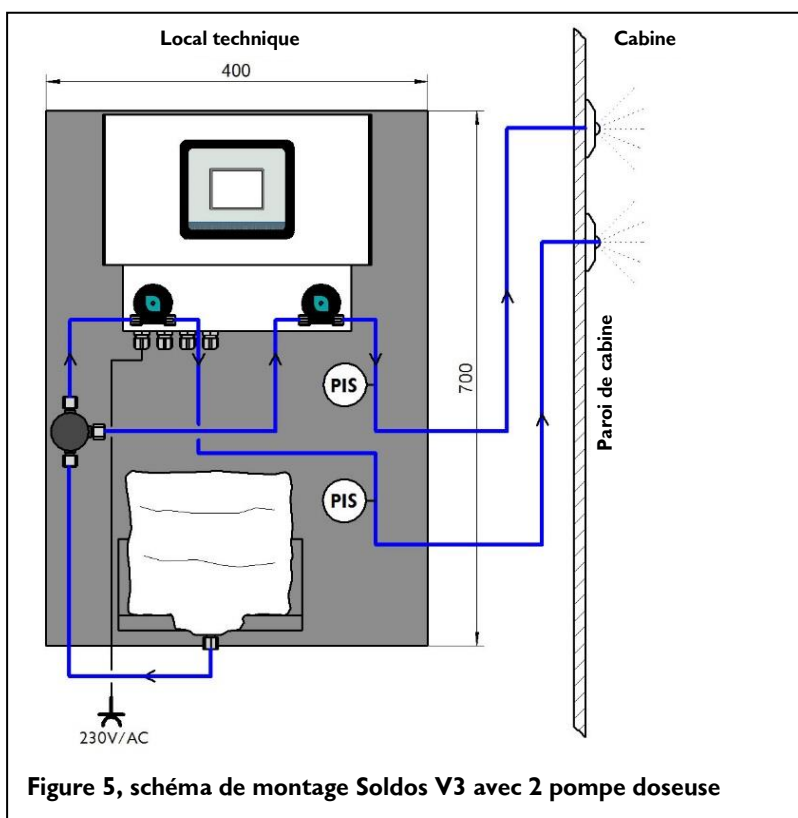 Local technique
Cabine
400
700
PIS
PIS
Paroi de cabine
230V/AC
Figure 5, schéma de montage Soldos V3 avec 2 pompe doseuse